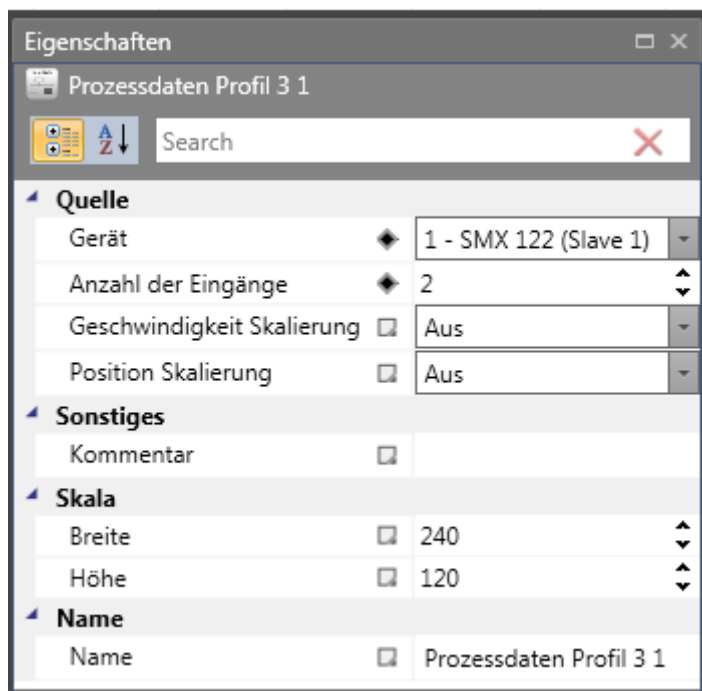 Eigenschaften
Prozessdaten Profil 3 1
A
Z
Search
Quelle
Gerät 1 - SMX 122 (Slave 1)
Anzahl der Eingänge 2
Geschwindigkeit Skalierung Aus
Position Skalierung Aus
Sonstiges
Kommentar
Skala
Breite 240
Höhe 120
Name
Name Prozessdaten Profil 3 1